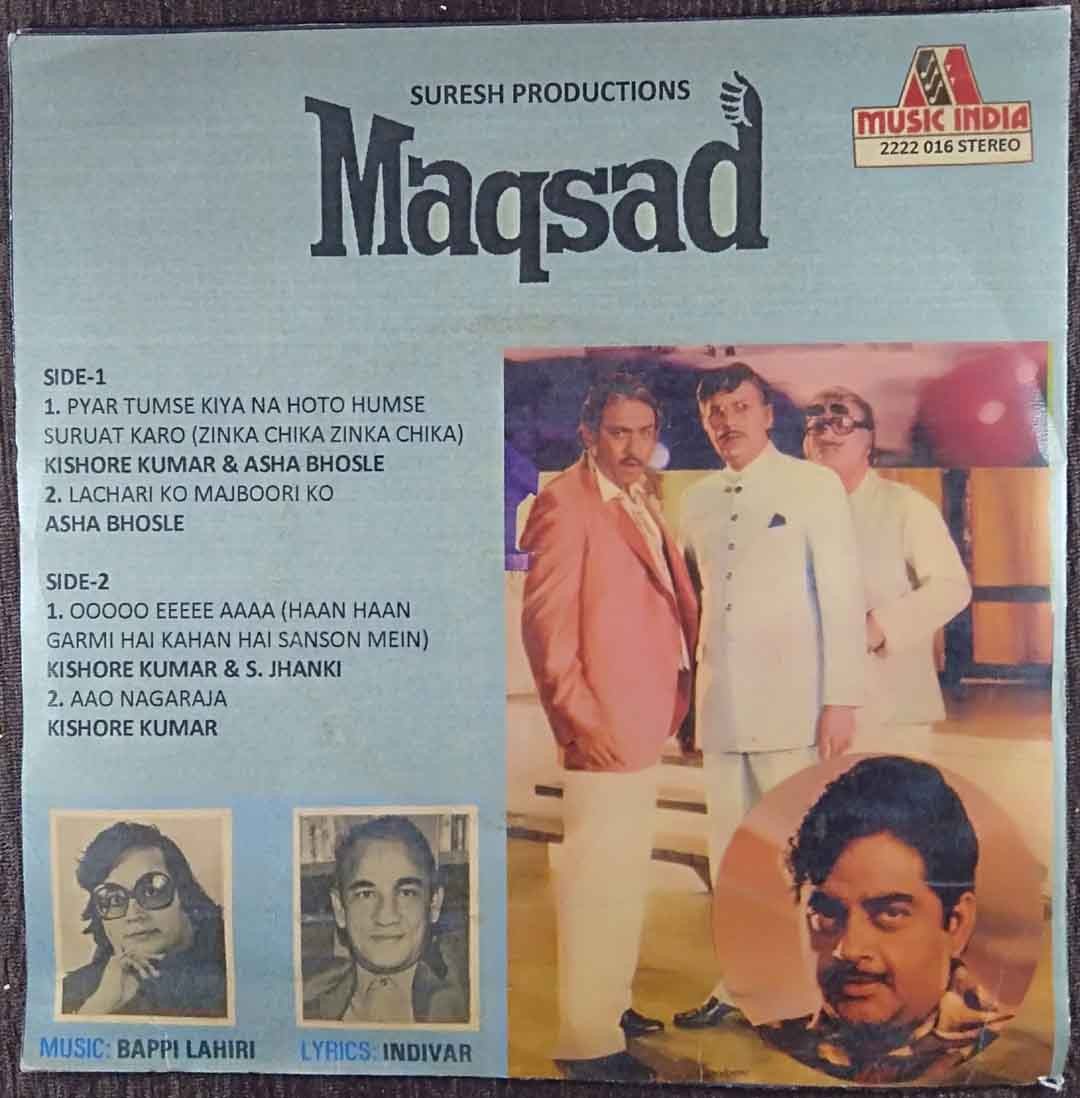 SURESH PRODUCTIONS
Maqsad
MUSIC INDIA
2222 016 STEREO
SIDE-1
1. PYAR TUMSE KIYA NA HOTO HUMSE
SURUAT KARO (ZINKA CHIKA ZINKA CHIKA)
KISHORE KUMAR & ASHA BHOSLE
2. LACHARI KO MAJBOORI KO
ASHA BHOSLE
SIDE-2
1. OOOOO EEEEE AAAA (HAAN HAAN
GARMI HAI KAHAN HAI SANSON MEIN)
KISHORE KUMAR & S. JHANKI
2. AAO NAGARAJA
KISHORE KUMAR
MUSIC: BAPPI LAHIRI
LYRICS: INDIVAR